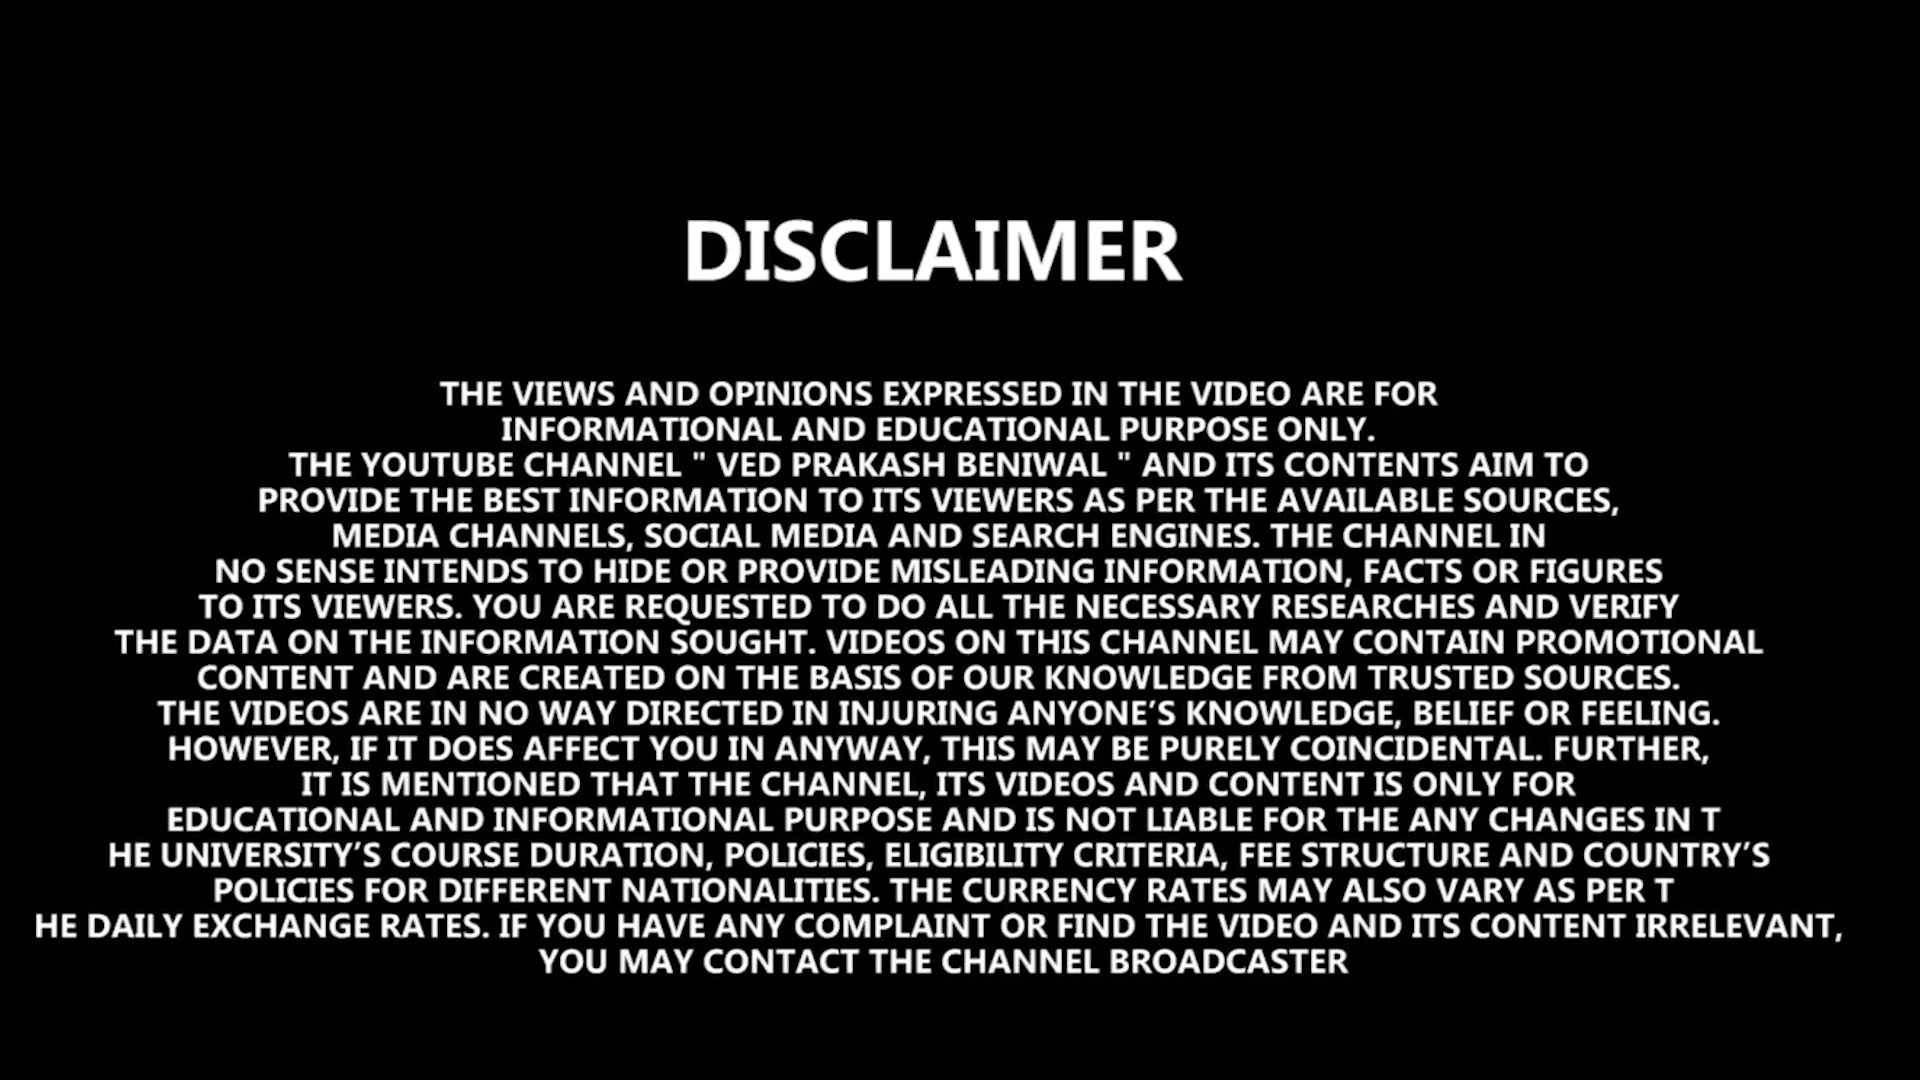 DISCLAIMER
THE VIEWS AND OPINIONS EXPRESSED IN THE VIDEO ARE FOR
INFORMATIONAL AND EDUCATIONAL PURPOSE ONLY.
THE YOUTUBE CHANNEL " VED PRAKASH BENIWAL " AND ITS CONTENTS AIM TO
PROVIDE THE BEST INFORMATION TO ITS VIEWERS AS PER THE AVAILABLE SOURCES,
MEDIA CHANNELS, SOCIAL MEDIA AND SEARCH ENGINES. THE CHANNEL IN
NO SENSE INTENDS TO HIDE OR PROVIDE MISLEADING INFORMATION, FACTS OR FIGURES
TO ITS VIEWERS. YOU ARE REQUESTED TO DO ALL THE NECESSARY RESEARCHES AND VERIFY
THE DATA ON THE INFORMATION SOUGHT. VIDEOS ON THIS CHANNEL MAY CONTAIN PROMOTIONAL
CONTENT AND ARE CREATED ON THE BASIS OF OUR KNOWLEDGE FROM TRUSTED SOURCES.
THE VIDEOS ARE IN NO WAY DIRECTED IN INJURING ANYONE’S KNOWLEDGE, BELIEF OR FEELING.
HOWEVER, IF IT DOES AFFECT YOU IN ANYWAY, THIS MAY BE PURELY COINCIDENTAL. FURTHER,
IT IS MENTIONED THAT THE CHANNEL, ITS VIDEOS AND CONTENT IS ONLY FOR
EDUCATIONAL AND INFORMATIONAL PURPOSE AND IS NOT LIABLE FOR THE ANY CHANGES IN T
HE UNIVERSITY’S COURSE DURATION, POLICIES, ELIGIBILITY CRITERIA, FEE STRUCTURE AND COUNTRY’S
POLICIES FOR DIFFERENT NATIONALITIES. THE CURRENCY RATES MAY ALSO VARY AS PER T
HE DAILY EXCHANGE RATES. IF YOU HAVE ANY COMPLAINT OR FIND THE VIDEO AND ITS CONTENT IRRELEVANT,
YOU MAY CONTACT THE CHANNEL BROADCASTER